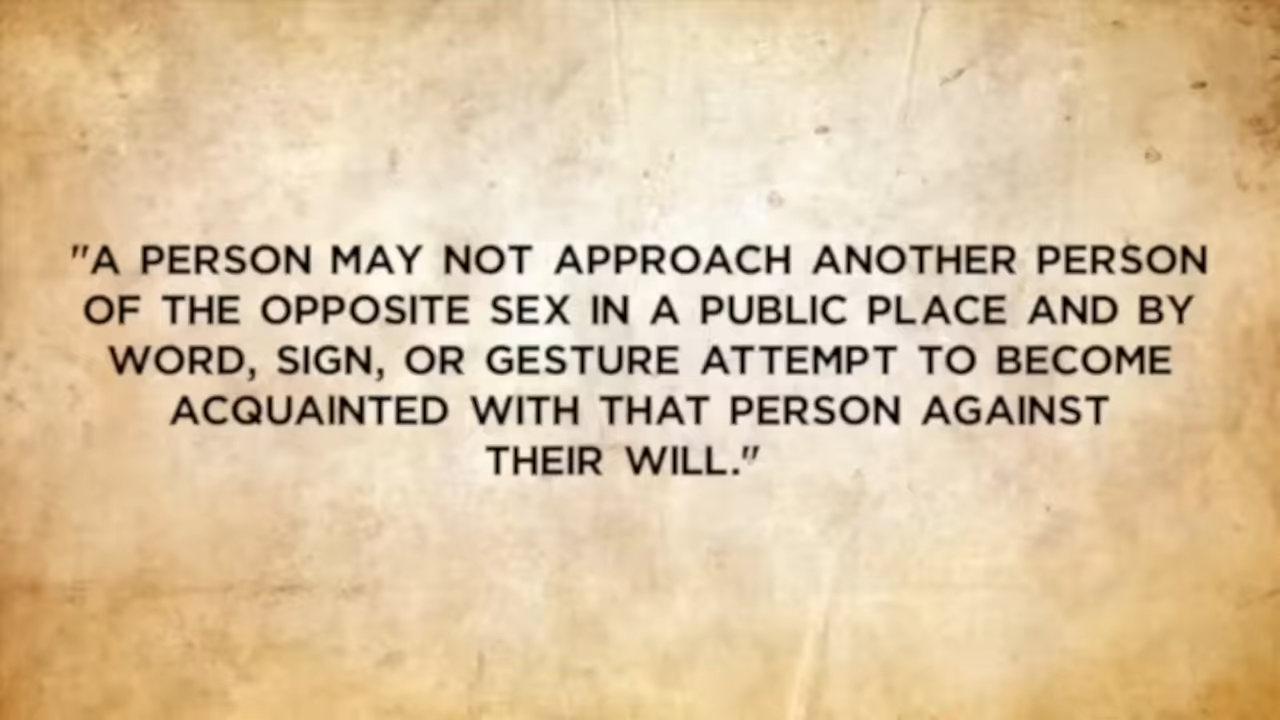 "A PERSON MAY NOT APPROACH ANOTHER PERSON
OF THE OPPOSITE SEX IN A PUBLIC PLACE AND BY
WORD, SIGN, OR GESTURE ATTEMPT TO BECOME
ACQUAINTED WITH THAT PERSON AGAINST
THEIR WILL."